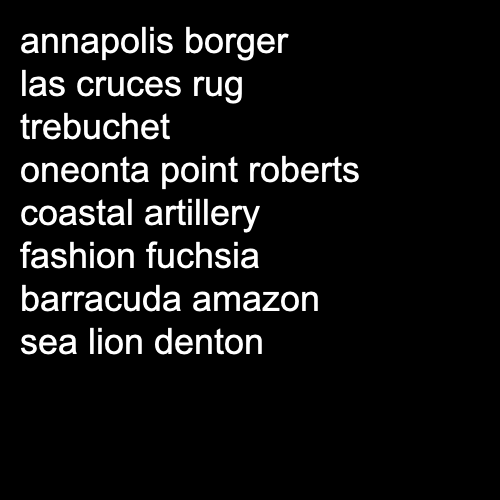 annapolis borger
las cruces rug
trebuchet
oneonta point roberts
coastal artillery
fashion fuchsia
barracuda amazon
sea lion denton